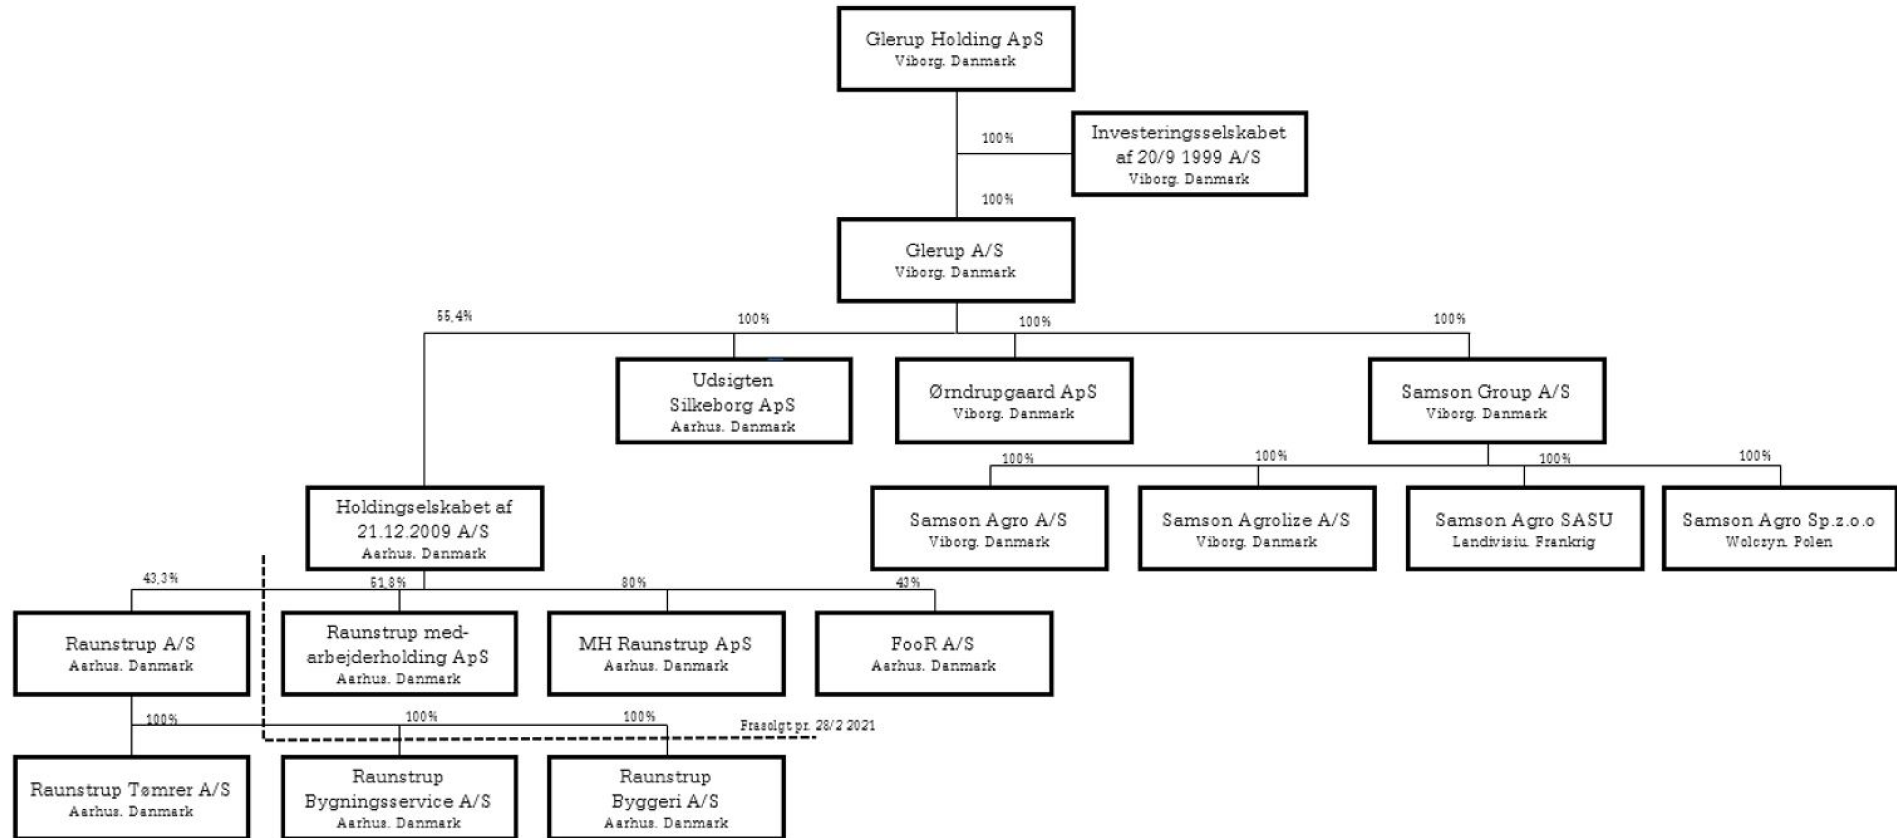 Glerup Holding ApS
Viborg. Danmark
100%
Investeringsselskabet
af 20/9 1999 A/S
Viborg. Danmark
100%
Glerup A/S
Viborg. Danmark
55,4%
100%
100%
100%
Udsigten
Silkeborg ApS
Aarhus. Danmark
Ørndrupgaard ApS
Viborg. Danmark
Samson Group A/S
Viborg. Danmark
100%
100%
100%
100%
Holdingselskabet af
21.12.2009 A/S
Aarhus. Danmark
Samson Agro A/S
Viborg. Danmark
Samson Agrolize A/S
Viborg. Danmark
Samson Agro SASU
Landivisiu. Frankrig
Samson Agro Sp.z.o.o
Wolczyn. Polen
43,3%
51,8%
80%
43%
Raunstrup A/S
Aarhus. Danmark
Raunstrup med-
arbejderholding ApS
Aarhus. Danmark
MH Raunstrup ApS
Aarhus. Danmark
FooR A/S
Aarhus. Danmark
100%
100%
100%
Frasolgt pr. 28/2 2021
Raunstrup Tømrer A/S
Aarhus. Danmark
Raunstrup
Bygningsservice A/S
Aarhus. Danmark
Raunstrup
Byggeri A/S
Aarhus. Danmark